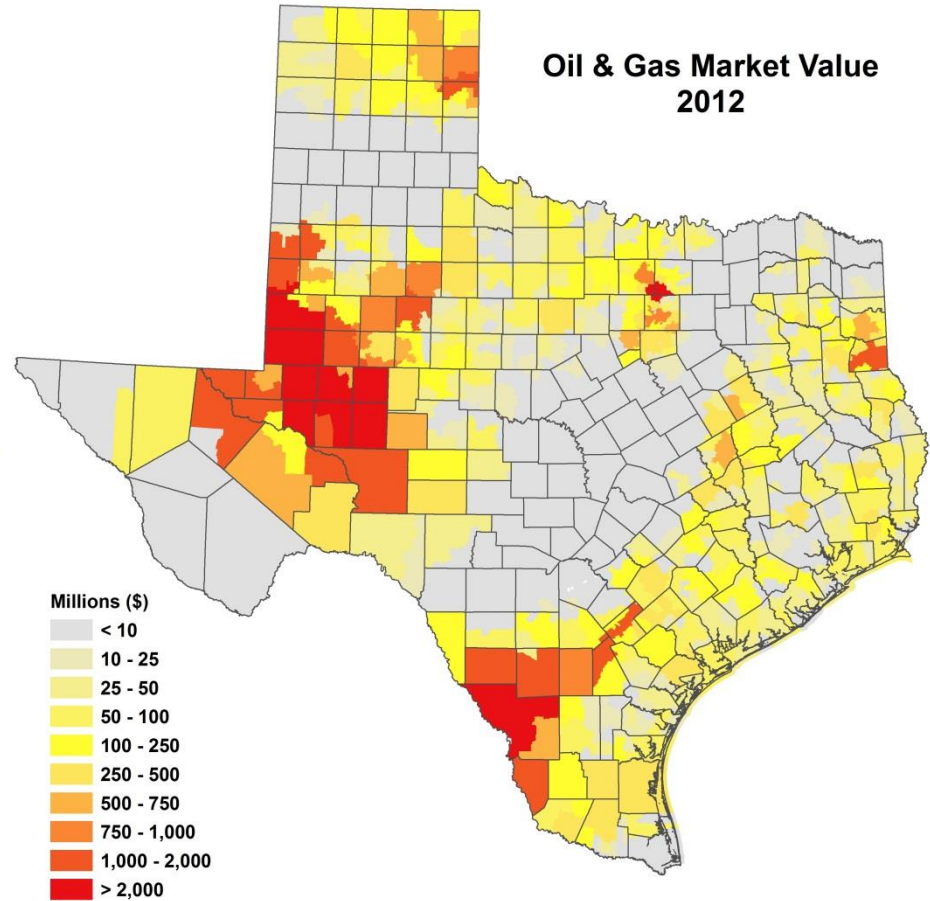 Oil & Gas Market Value
2012
Millions ($)
< 10
10 - 25
25 - 50
50 - 100
100 - 250
250 - 500
500 - 750
750 - 1,000
1,000 - 2,000
> 2,000